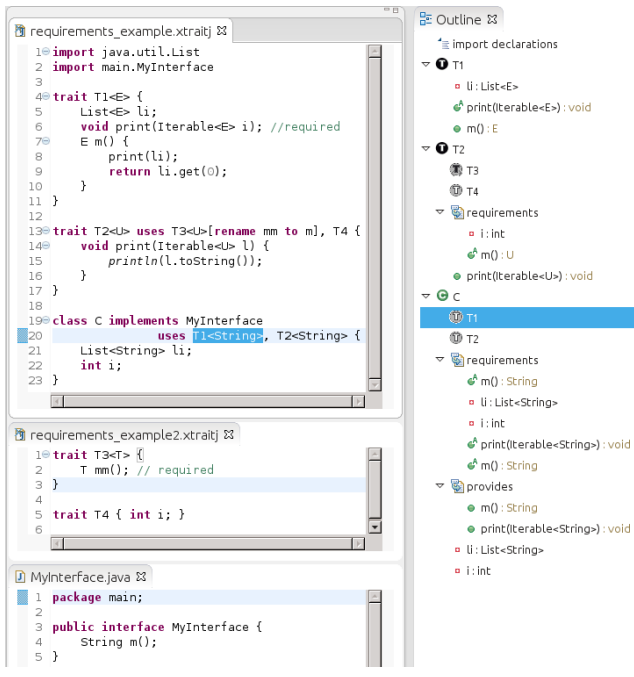 requirements_example.xtraitj
1 import java.util.List
2 import main.MyInterface
3
4 trait T1<E> {
5     List<E> li;
6     void print(Iterable<E> i); //required
7     E m() {
8         print(li);
9         return li.get(0);
10     }
11 }
12
13 trait T2<U> uses T3<U>[rename mm to m], T4 {
14     void print(Iterable<U> l) {
15         println(l.toString());
16     }
17 }
18
19 class C implements MyInterface
20                uses T1<String>, T2<String> {
21     List<String> li;
22     int i;
23 }
requirements_example2.xtraitj
1 trait T3<T> {
2     T mm(); // required
3 }
4
5 trait T4 { int i; }
6
MyInterface.java
1 package main;
2
3 public interface MyInterface {
4     String m();
5 }
Outline
import declarations
T1
li : List<E>
print(Iterable<E>) : void
m() : E
T2
T3
T4
requirements
i : int
m() : U
print(Iterable<U>) : void
C
T1
T2
requirements
m() : String
li : List<String>
i : int
print(Iterable<String>) : void
m() : String
provides
m() : String
print(Iterable<String>) : void
li : List<String>
i : int